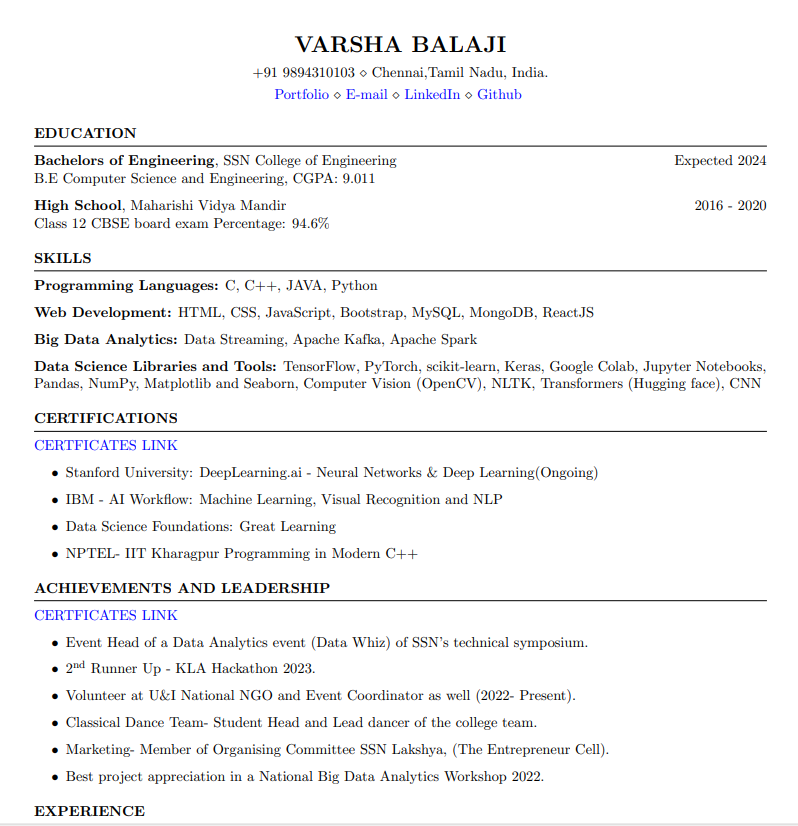 VARSHA BALAJI
+91 9894310103 ⋄ Chennai,Tamil Nadu, India.
Portfolio ⋄ E-mail ⋄ LinkedIn ⋄ Github
EDUCATION
Bachelors of Engineering, SSN College of Engineering Expected 2024
B.E Computer Science and Engineering, CGPA: 9.011
High School, Maharishi Vidya Mandir 2016 - 2020
Class 12 CBSE board exam Percentage: 94.6%
SKILLS
Programming Languages: C, C++, JAVA, Python
Web Development: HTML, CSS, JavaScript, Bootstrap, MySQL, MongoDB, ReactJS
Big Data Analytics: Data Streaming, Apache Kafka, Apache Spark
Data Science Libraries and Tools: TensorFlow, PyTorch, scikit-learn, Keras, Google Colab, Jupyter Notebooks,
Pandas, NumPy, Matplotlib and Seaborn, Computer Vision (OpenCV), NLTK, Transformers (Hugging face), CNN
CERTIFICATIONS
CERTFICATES LINK
• Stanford University: DeepLearning.ai - Neural Networks & Deep Learning(Ongoing)
• IBM - AI Workflow: Machine Learning, Visual Recognition and NLP
• Data Science Foundations: Great Learning
• NPTEL- IIT Kharagpur Programming in Modern C++
ACHIEVEMENTS AND LEADERSHIP
CERTFICATES LINK
• Event Head of a Data Analytics event (Data Whiz) of SSN's technical symposium.
• 2nd Runner Up - KLA Hackathon 2023.
• Volunteer at U&I National NGO and Event Coordinator as well (2022- Present).
• Classical Dance Team- Student Head and Lead dancer of the college team.
• Marketing- Member of Organising Committee SSN Lakshya, (The Entrepreneur Cell).
• Best project appreciation in a National Big Data Analytics Workshop 2022.
EXPERIENCE